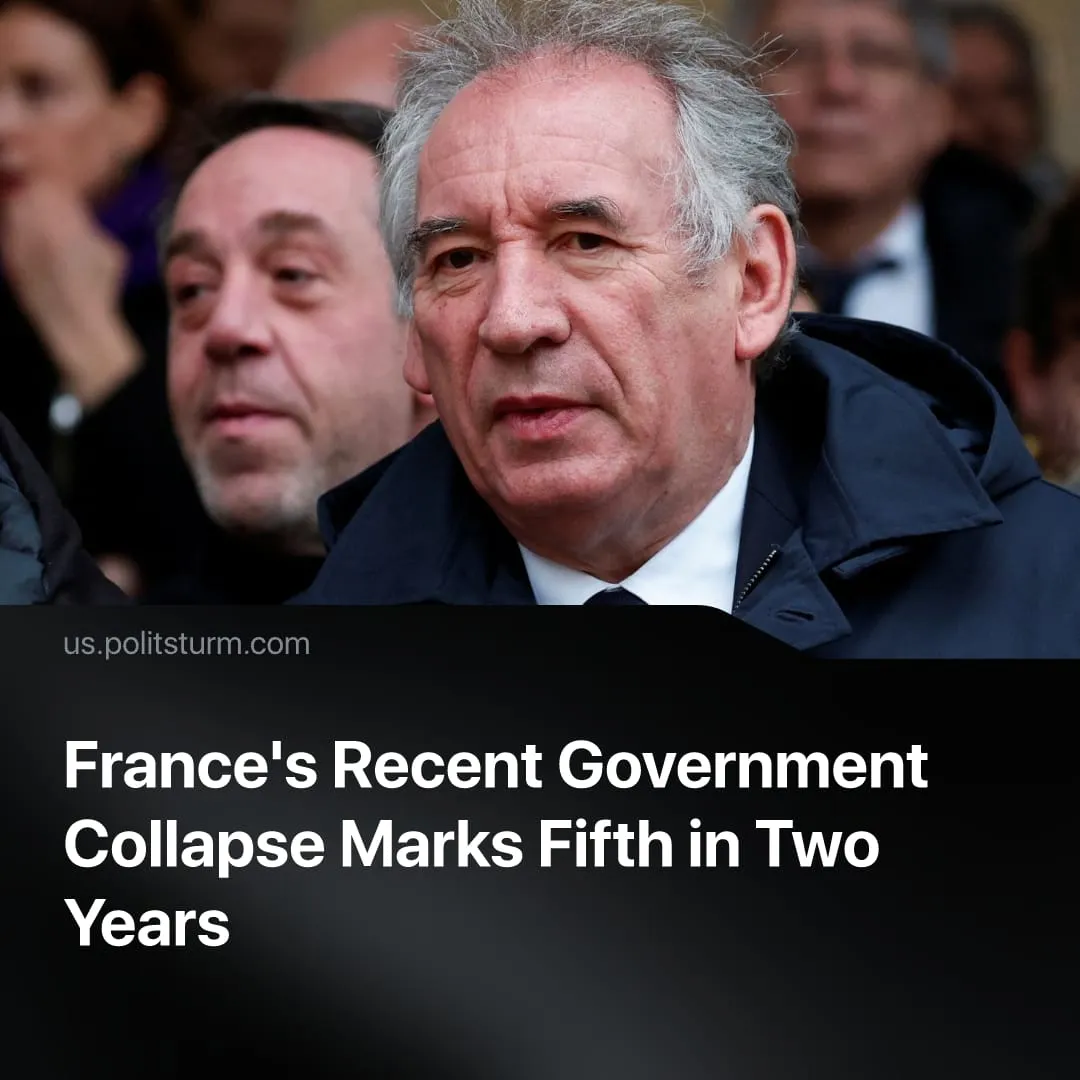 us.politsturm.com
France's Recent Government
Collapse Marks Fifth in Two
Years